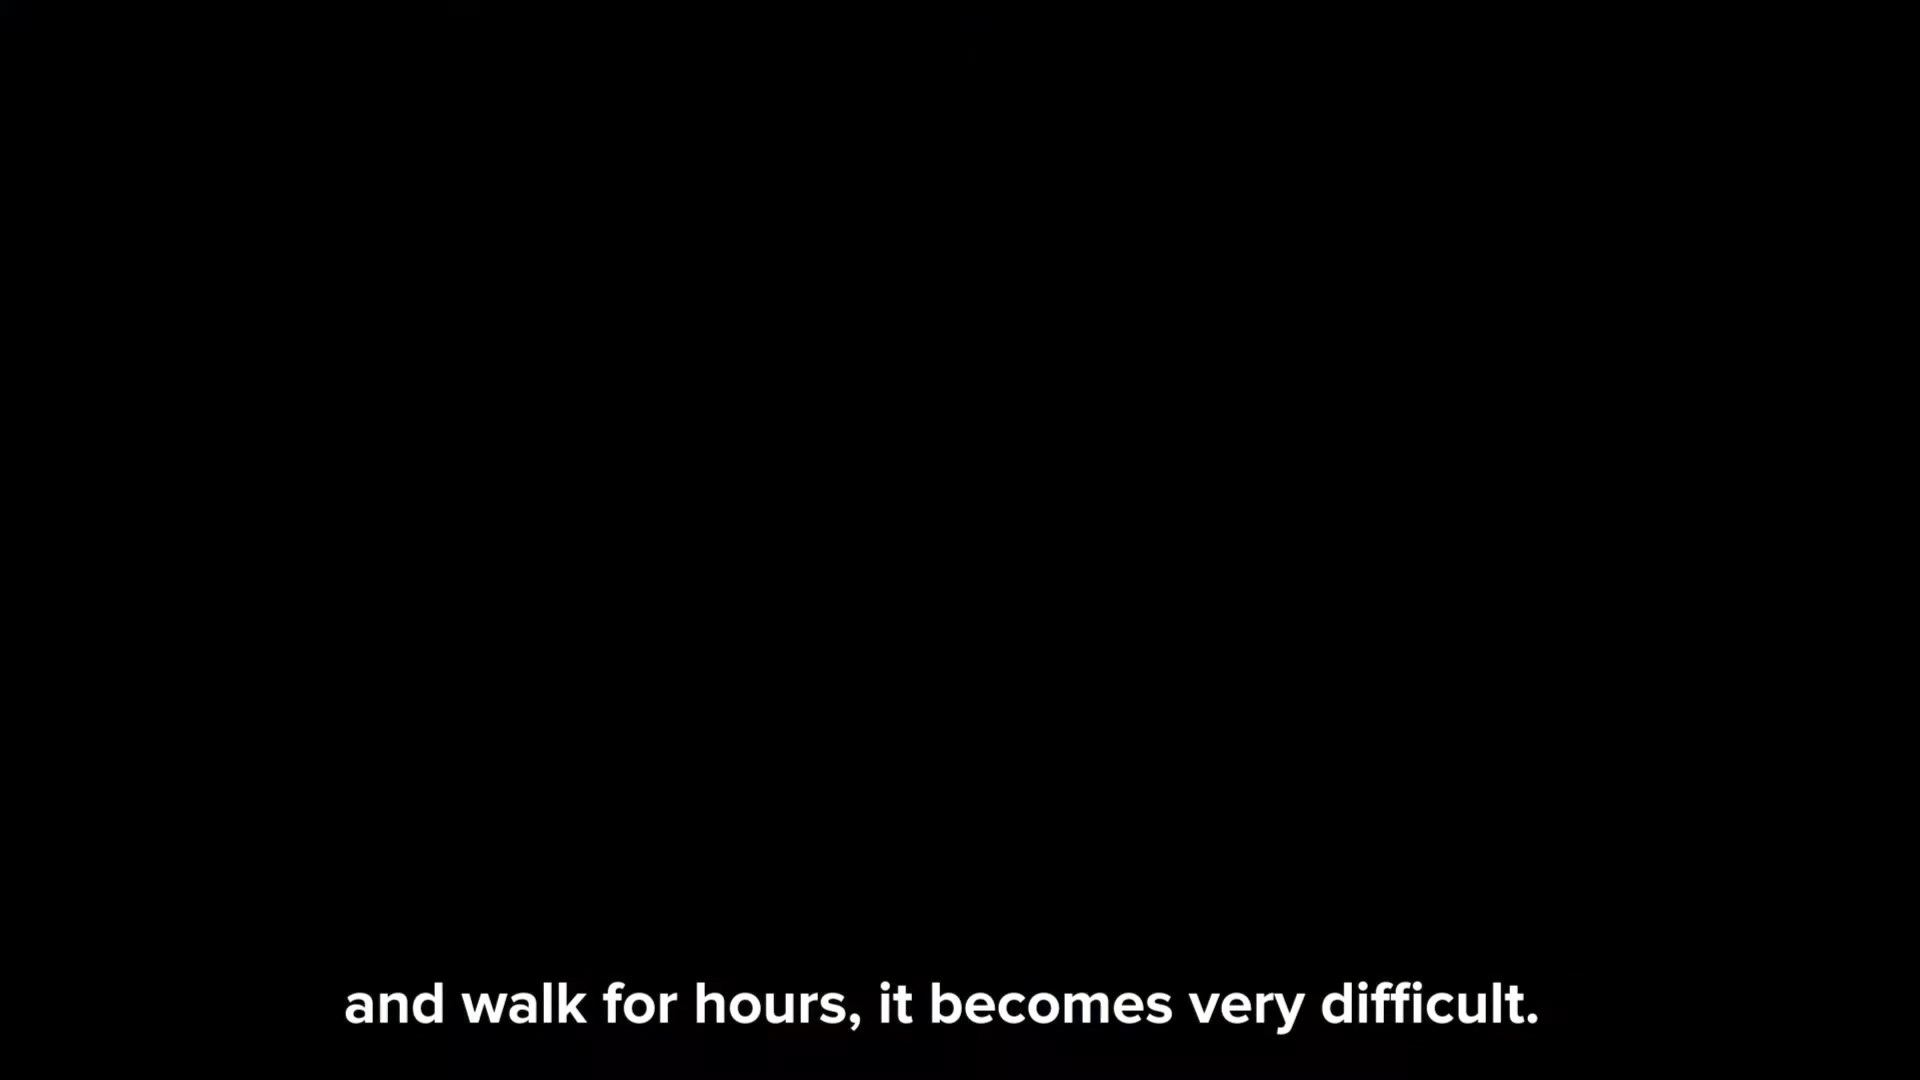 and walk for hours, it becomes very difficult.